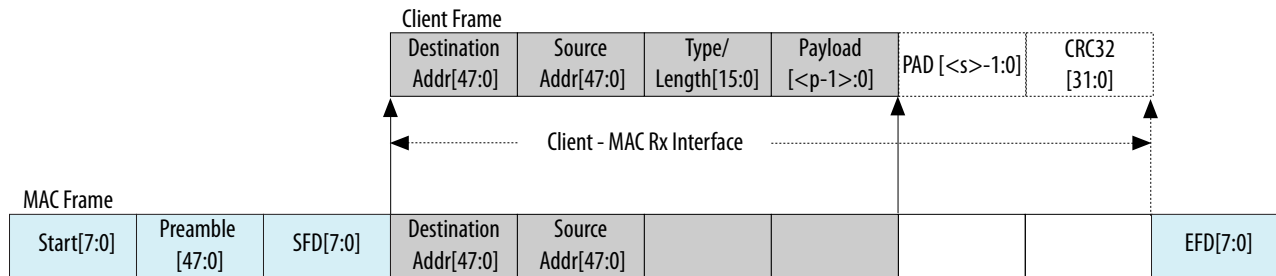 Client Frame
Destination Addr[47:0]
Source Addr[47:0]
Type/ Length[15:0]
Payload [<p-1>:0]
PAD [<s>-1:0]
CRC32 [31:0]
Client - MAC Rx Interface
MAC Frame
Start[7:0]
Preamble [47:0]
SFD[7:0]
Destination Addr[47:0]
Source Addr[47:0]
EFD[7:0]